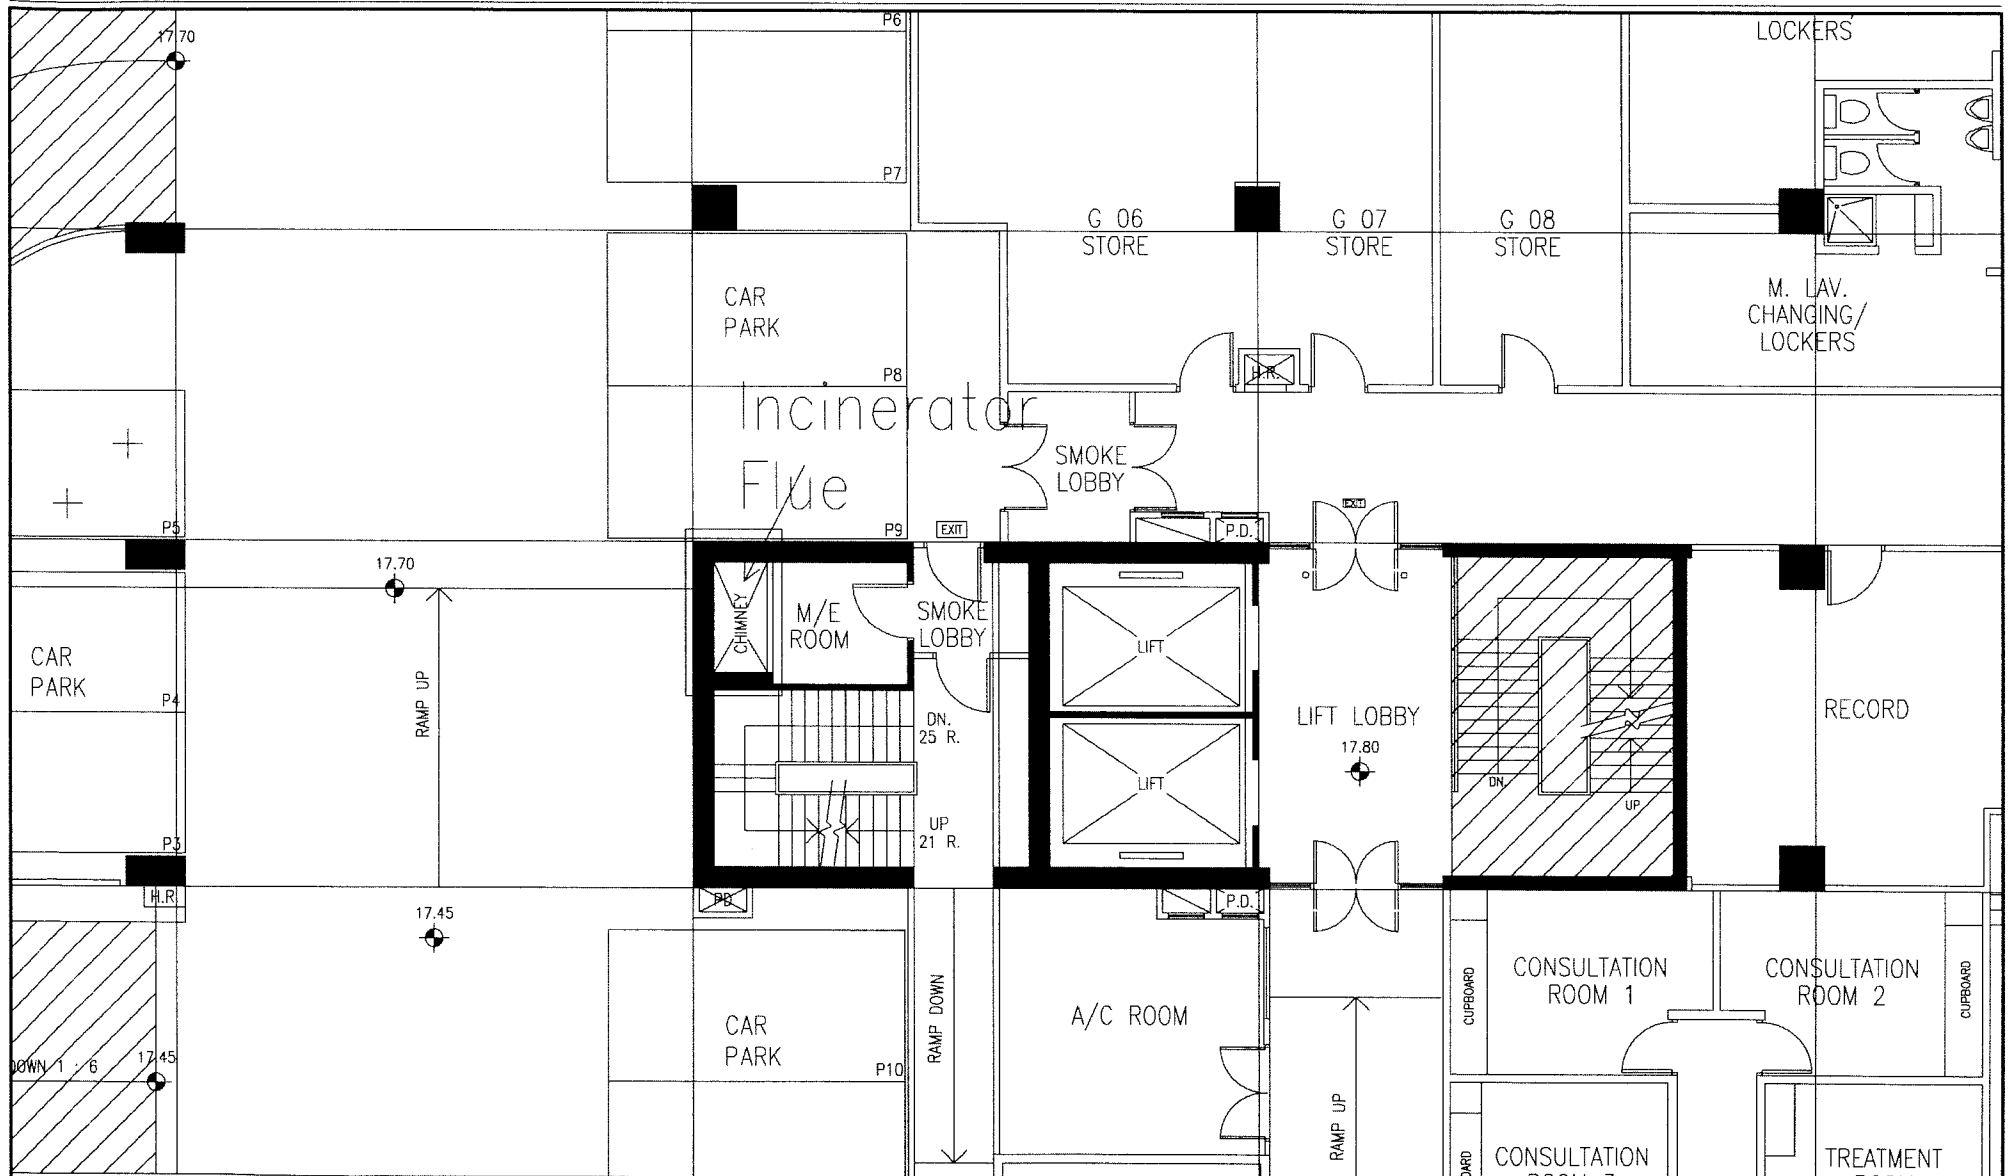 P6
LOCKERS
17.70
P7
G 06
STORE
G 07
STORE
G 08
STORE
CAR
PARK
M. LAV.
CHANGING/
LOCKERS
P8
H.R.
Incinerator
Flue
SMOKE
LOBBY
EXIT
P5
P9
EXIT
P.D.
17.70
CHIMNEY
M/E
ROOM
SMOKE
LOBBY
LIFT
CAR
PARK
P4
RAMP UP
DN.
25 R.
LIFT LOBBY
17.80
RECORD
LIFT
DN.
UP
UP
21 R.
P3
H.R.
PD
P.D.
17.45
CONSULTATION
ROOM 1
CONSULTATION
ROOM 2
CUPBOARD
CUPBOARD
RAMP DOWN
A/C ROOM
CAR
PARK
P10
17.45
DOWN 1 : 6
RAMP UP
CONSULTATION
TREATMENT